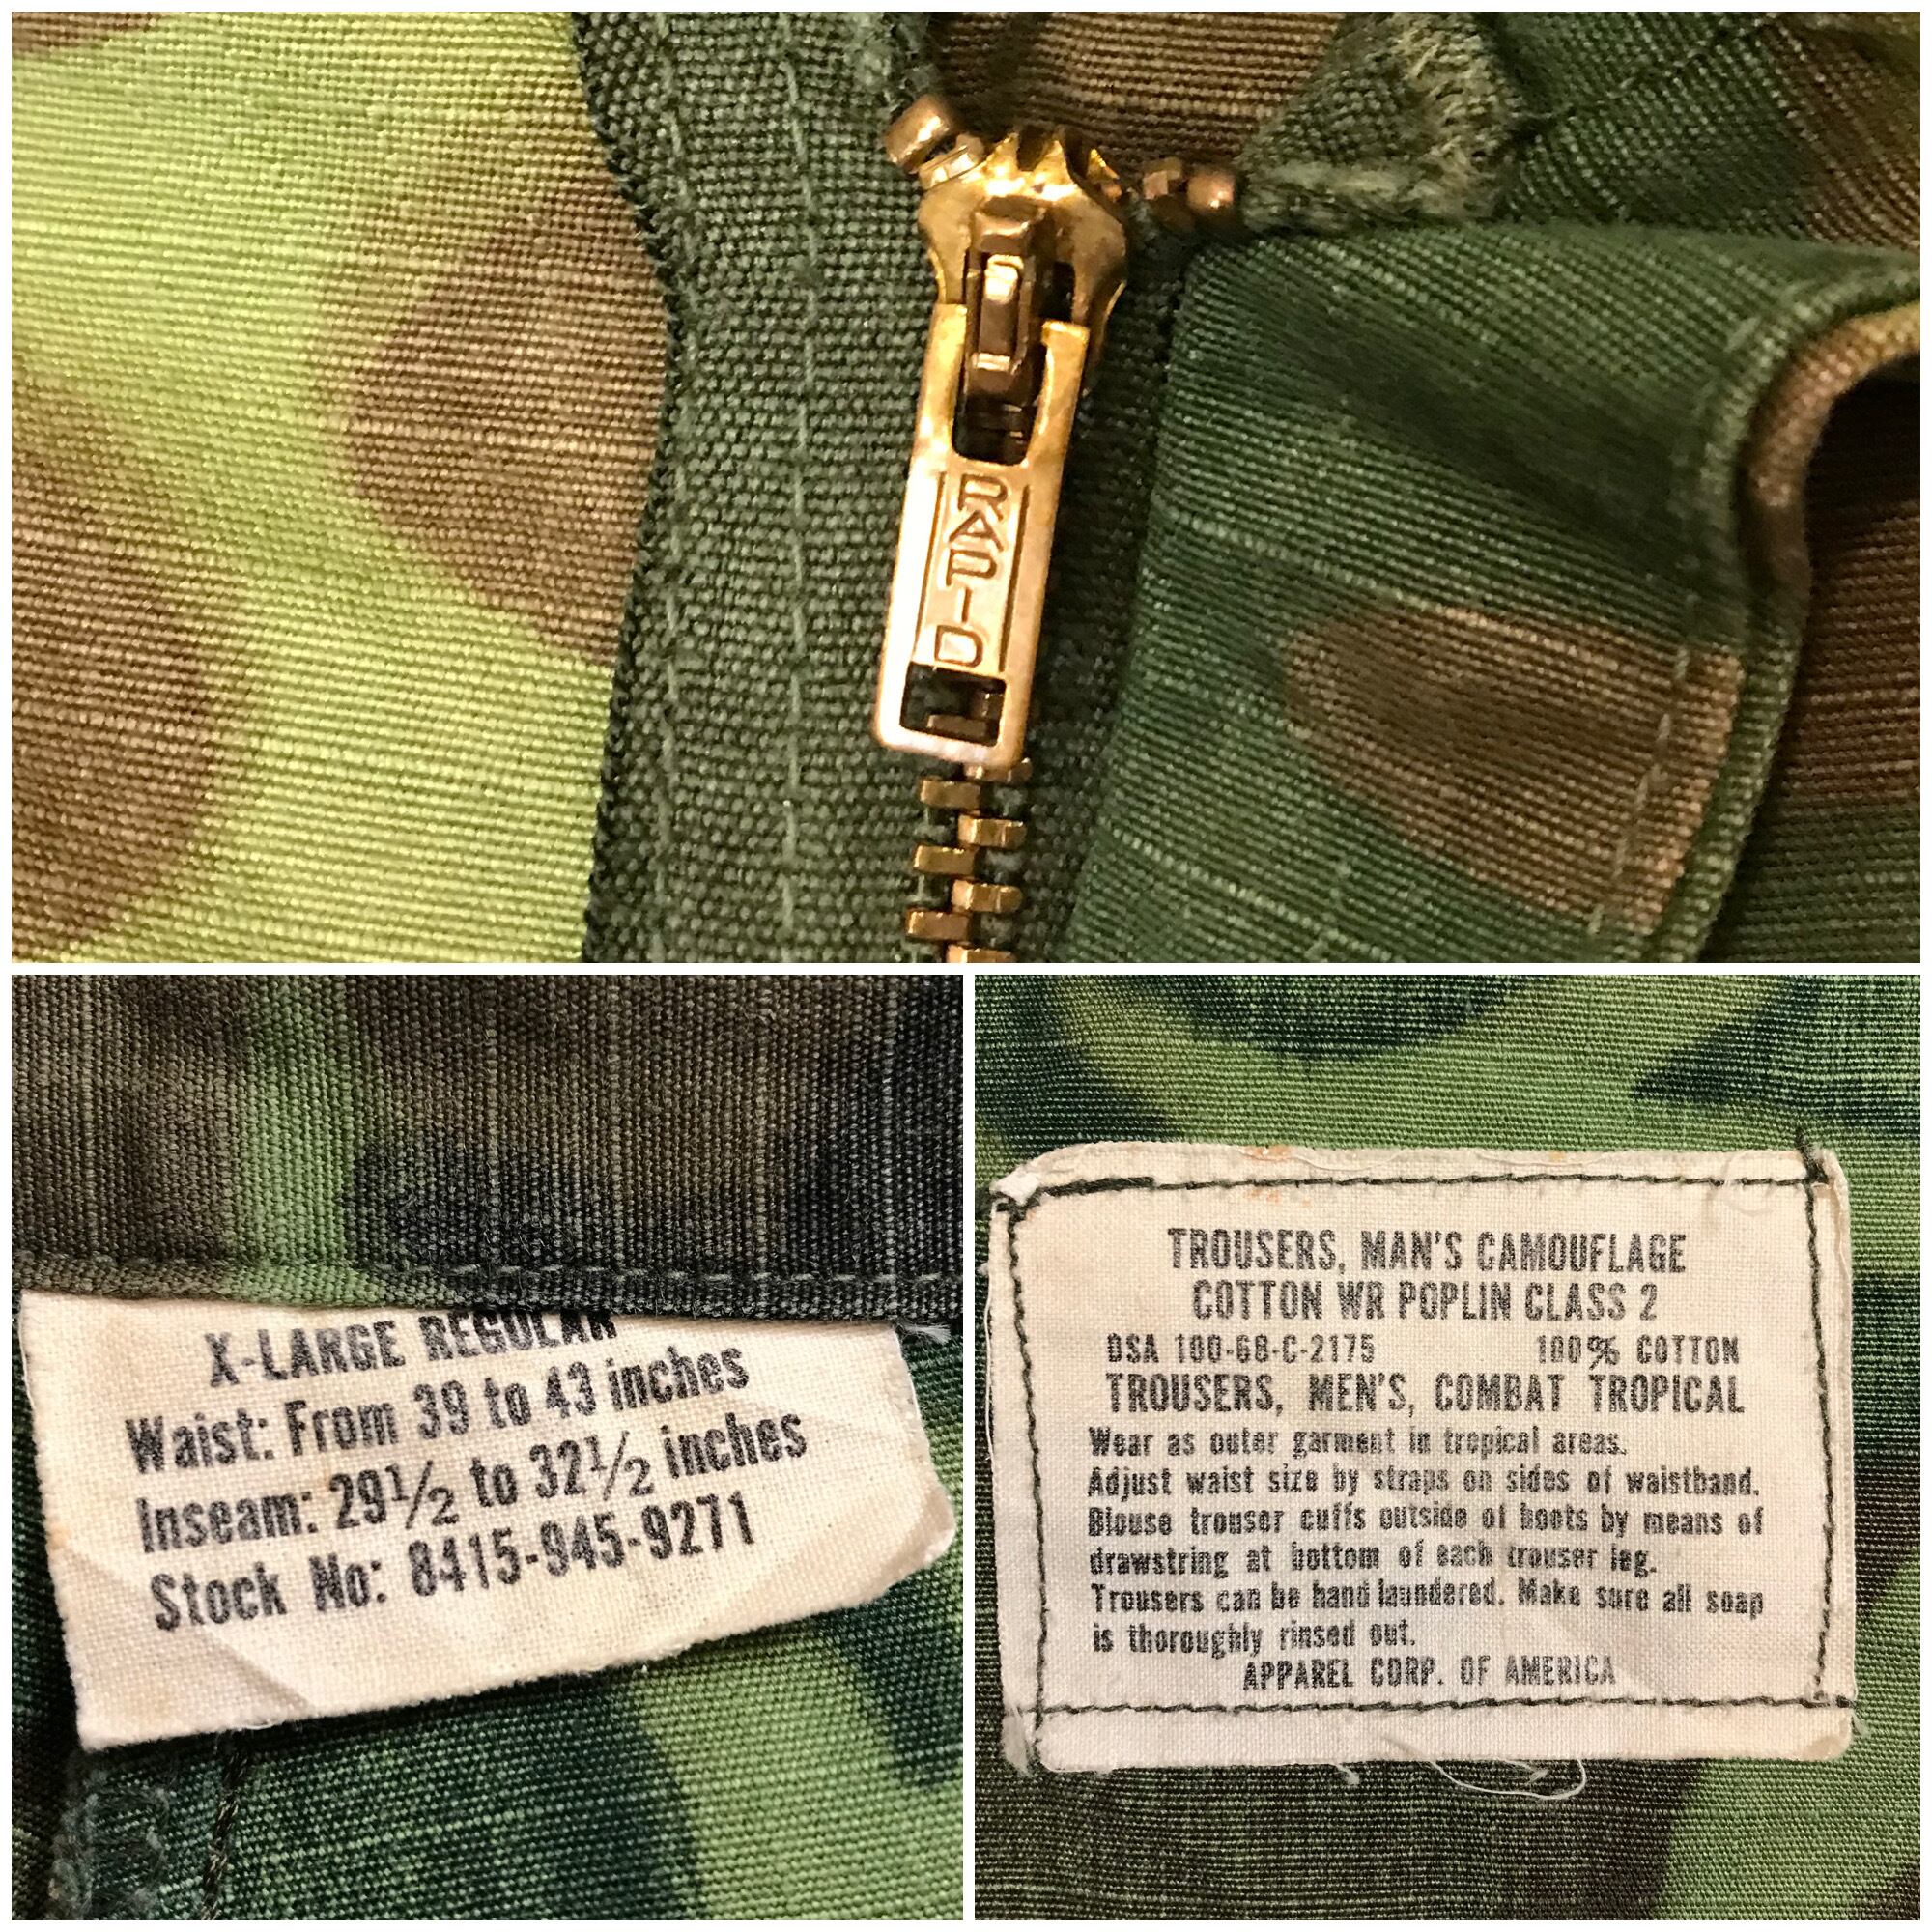 RAPID
X-LARGE REGULAR
Waist: From 39 to 43 inches
Inseam: 29½ to 32½ inches
Stock No: 8415-945-9271
TROUSERS, MAN'S CAMOUFLAGE
COTTON WR POPLIN CLASS 2
DSA 100-68-C-2175 100% COTTON
TROUSERS, MEN'S, COMBAT TROPICAL
Wear as outer garment in tropical areas.
Adjust waist size by straps on sides of waistband.
Blouse trouser cuffs outside of boots by means of
drawstring at bottom of each trouser leg.
Trousers can be hand laundered. Make sure all soap
is thoroughly rinsed out.
APPAREL CORP. OF AMERICA